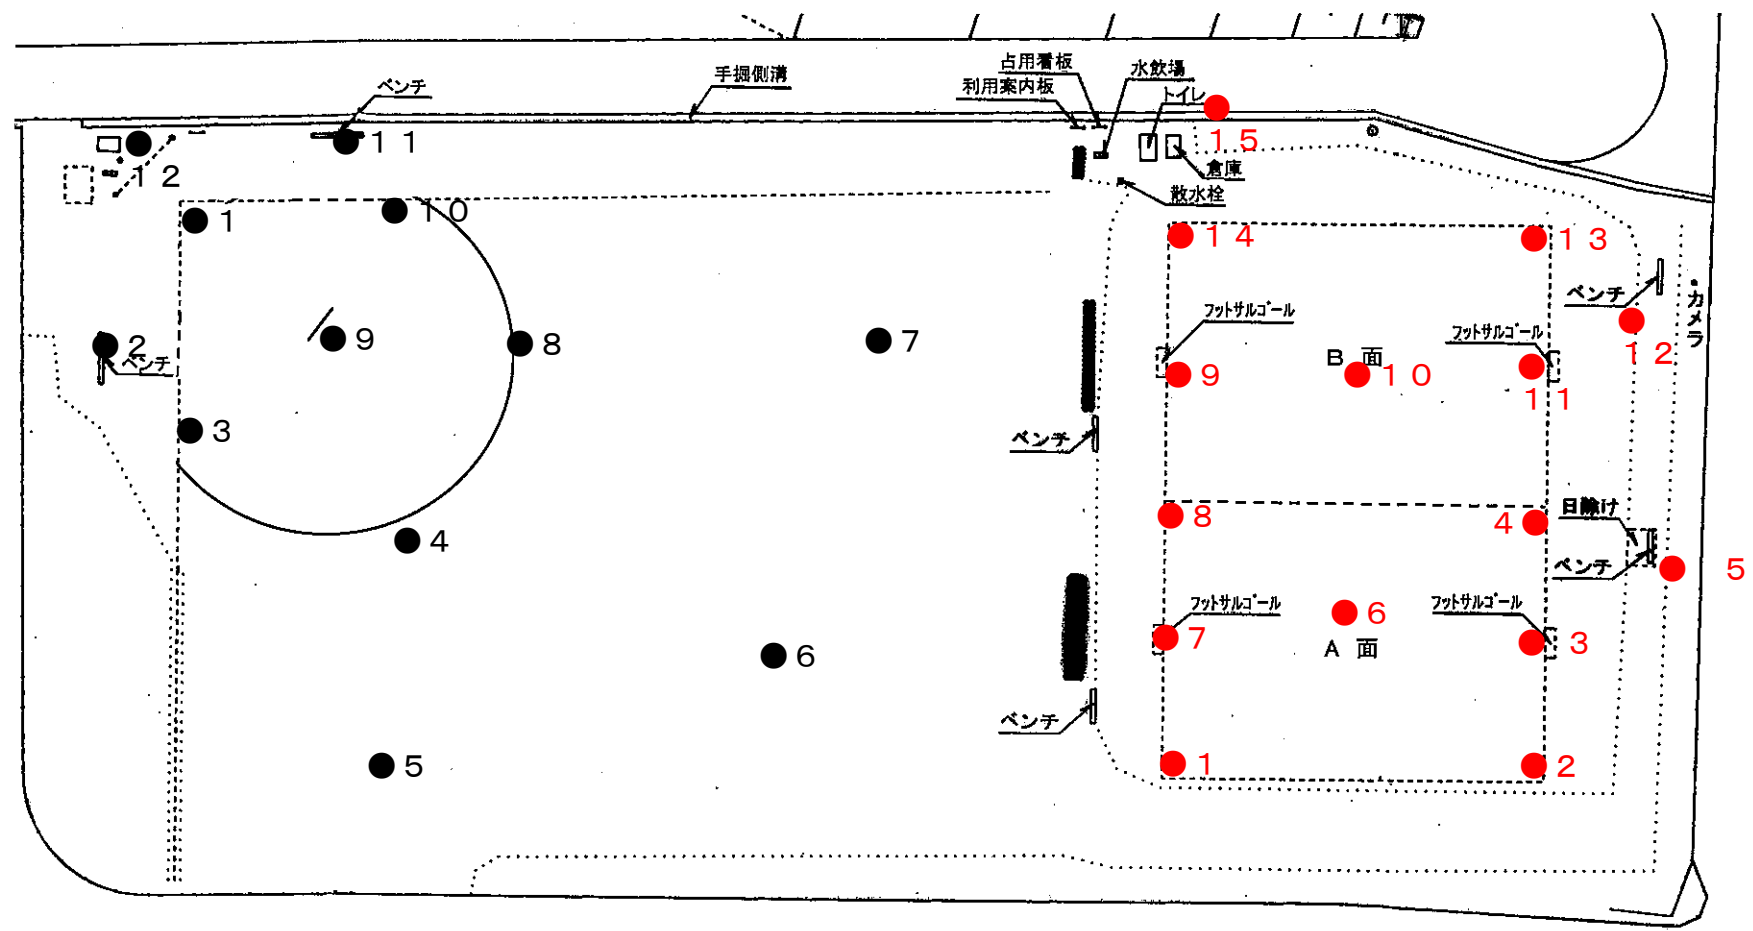 占用看板
水飲場
手掘側溝
ベンチ
利用案内板
トイレ
15
11
倉庫
12
散水栓
1
10
14
13
ベンチ
カメラ
フットサルゴール
フットサルゴール
2
9
8
7
B 面
12
ベンチ
9
10
11
3
ベンチ
日除け
8
4
4
ベンチ
5
フットサルゴール
フットサルゴール
6
7
3
6
A 面
ベンチ
5
1
2